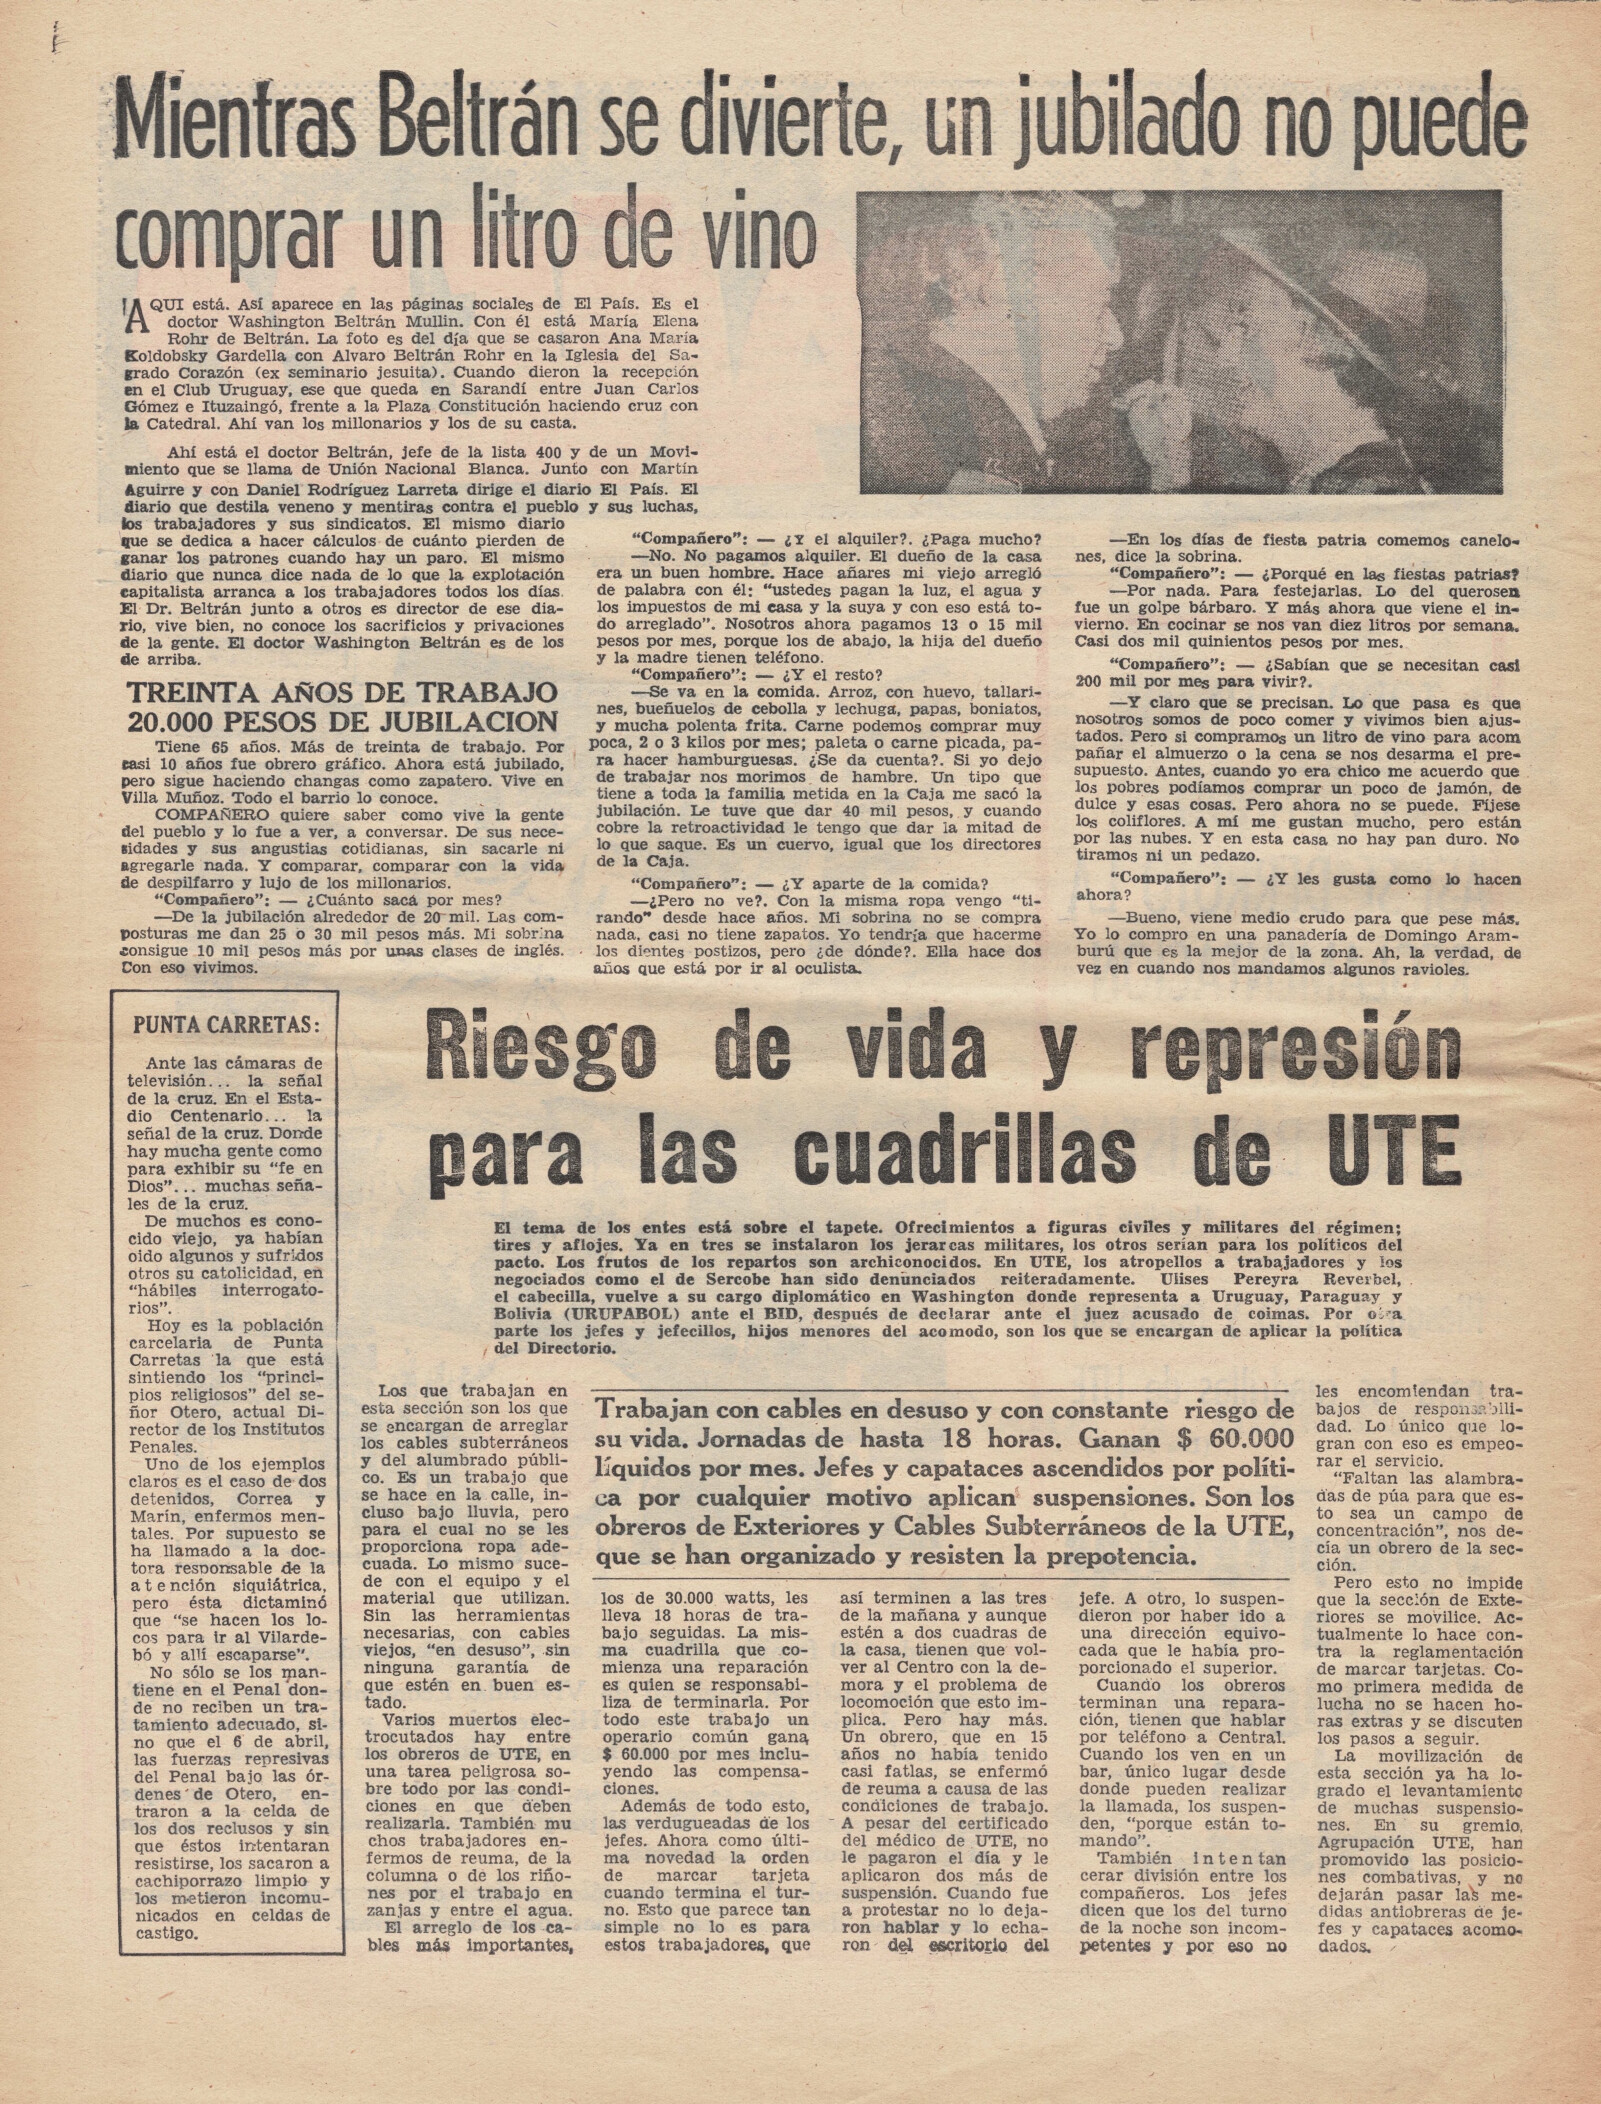 Mientras Beltrán se divierte, un jubilado no puede
comprar un litro de vino
AQUI está. Así aparece en las páginas sociales de El País. Es el
doctor Washington Beltrán Mullin. Con él está María Elena
Rohr de Beltrán. La foto es del día que se casaron Ana María
Koldobsky Gardella con Alvaro Beltrán Rohr en la Iglesia del Sa-
grado Corazón (ex seminario jesuita). Cuando dieron la recepción
en el Club Uruguay, ese que queda en Sarandí entre Juan Carlos
Gómez e Ituzaingó, frente a la Plaza Constitución haciendo cruz con
la Catedral. Ahí van los millonarios y los de su casta.
Ahí está el doctor Beltrán, jefe de la lista 400 y de un Movi-
miento que se llama de Unión Nacional Blanca. Junto con Martín
Aguirre y con Daniel Rodríguez Larreta dirige el diario El País. El
diario que destila veneno y mentiras contra el pueblo y sus luchas,
los trabajadores y sus sindicatos. El mismo diario
que se dedica a hacer cálculos de cuánto pierden de
ganar los patrones cuando hay un paro. El mismo
diario que nunca dice nada de lo que la explotación
capitalista arranca a los trabajadores todos los días.
El Dr. Beltrán junto a otros es director de ese dia-
rio, vive bien, no conoce los sacrificios y privaciones
de la gente. El doctor Washington Beltrán es de los
de arriba.
TREINTA AÑOS DE TRABAJO
20.000 PESOS DE JUBILACION
Tiene 65 años. Más de treinta de trabajo. Por
casi 10 años fue obrero gráfico. Ahora está jubilado,
pero sigue haciendo changas como zapatero. Vive en
Villa Muñoz. Todo el barrio lo conoce.
COMPAÑERO quiere saber como vive la gente
del pueblo y lo fue a ver, a conversar. De sus nece-
sidades y sus angustias cotidianas, sin sacarle ni
agregarle nada. Y comparar, comparar con la vida
de despilfarro y lujo de los millonarios.
"Compañero": — ¿Cuánto saca por mes?
—De la jubilación alrededor de 20 mil. Las com-
posturas me dan 25 o 30 mil pesos más. Mi sobrina
consigue 10 mil pesos más por unas clases de inglés.
Con eso vivimos.
"Compañero": — ¿Y el alquiler?. ¿Paga mucho?
—No. No pagamos alquiler. El dueño de la casa
era un buen hombre. Hace añares mi viejo arregló
de palabra con él: "ustedes pagan la luz, el agua y
los impuestos de mi casa y la suya y con eso está to-
do arreglado". Nosotros ahora pagamos 13 o 15 mil
pesos por mes, porque los de abajo, la hija del dueño
y la madre tienen teléfono.
"Compañero": — ¿Y el resto?
—Se va en la comida. Arroz, con huevo, tallari-
nes, bueñuelos de cebolla y lechuga, papas, boniatos,
y mucha polenta frita. Carne podemos comprar muy
poca, 2 o 3 kilos por mes; paleta o carne picada, pa-
ra hacer hamburguesas. ¿Se da cuenta?. Si yo dejo
de trabajar nos morimos de hambre. Un tipo que
tiene a toda la familia metida en la Caja me sacó la
jubilación. Le tuve que dar 40 mil pesos, y cuando
cobre la retroactividad le tengo que dar la mitad de
lo que saque. Es un cuervo, igual que los directores
de la Caja.
"Compañero": — ¿Y aparte de la comida?
—¿Pero no ve?. Con la misma ropa vengo "ti-
rando" desde hace años. Mi sobrina no se compra
nada, casi no tiene zapatos. Yo tendría que hacerme
los dientes postizos, pero ¿de dónde?. Ella hace dos
años que está por ir al oculista.
—En los días de fiesta patria comemos canelo-
nes, dice la sobrina.
"Compañero": — ¿Porqué en las fiestas patrias?
—Por nada. Para festejarlas. Lo del querosen
fue un golpe bárbaro. Y más ahora que viene el in-
vierno. En cocinar se nos van diez litros por semana.
Casi dos mil quinientos pesos por mes.
"Compañero": — ¿Sabían que se necesitan casi
200 mil por mes para vivir?.
—Y claro que se precisan. Lo que pasa es que
nosotros somos de poco comer y vivimos bien ajus-
tados. Pero si compramos un litro de vino para acom
pañar el almuerzo o la cena se nos desarma el pre-
supuesto. Antes, cuando yo era chico me acuerdo que
los pobres podíamos comprar un poco de jamón, de
dulce y esas cosas. Pero ahora no se puede. Fíjese
los coliflores. A mí me gustan mucho, pero están
por las nubes. Y en esta casa no hay pan duro. No
tiramos ni un pedazo.
"Compañero": — ¿Y les gusta como lo hacen
ahora?
—Bueno, viene medio crudo para que pese más.
Yo lo compro en una panadería de Domingo Aram-
burú que es la mejor de la zona. Ah, la verdad, de
vez en cuando nos mandamos algunos ravioles.
PUNTA CARRETAS:
Ante las cámaras de
televisión... la señal
de la cruz. En el Esta-
dio Centenario... la
señal de la cruz. Donde
hay mucha gente como
para exhibir su "fe en
Dios"... muchas seña-
les de la cruz.
De muchos es cono-
cido viejo, ya habían
oido algunos y sufridos
otros su catolicidad, en
"hábiles interrogato-
rios".
Hoy es la población
carcelaria de Punta
Carretas la que está
sintiendo los "princi-
pios religiosos" del se-
ñor Otero, actual Di-
rector de los Institutos
Penales.
Uno de los ejemplos
claros es el caso de dos
detenidos, Correa y
Marín, enfermos men-
tales. Por supuesto se
ha llamado a la doc-
tora responsable de la
atención siquiátrica,
pero ésta dictaminó
que "se hacen los lo-
cos para ir al Vilarde-
bó y allí escaparse".
No sólo se los man-
tiene en el Penal don-
de no reciben un tra-
tamiento adecuado, si-
no que el 6 de abril,
las fuerzas represivas
del Penal bajo las ór-
denes de Otero, en-
traron a la celda de
los dos reclusos y sin
que éstos intentaran
resistirse, los sacaron a
cachiporrazo limpio y
los metieron incomu-
nicados en celdas de
castigo.
Riesgo de vida y represión
para las cuadrillas de UTE
El tema de los entes está sobre el tapete. Ofrecimientos a figuras civiles y militares del régimen;
tires y aflojes. Ya en tres se instalaron los jerarcas militares, los otros serían para los políticos del
pacto. Los frutos de los repartos son archiconocidos. En UTE, los atropellos a trabajadores y los
negociados como el de Sercobe han sido denunciados reiteradamente. Ulises Pereyra Reverbel,
el cabecilla, vuelve a su cargo diplomático en Washington donde representa a Uruguay, Paraguay y
Bolivia (URUPABOL) ante el BID, después de declarar ante el juez acusado de coimas. Por otra
parte los jefes y jefecillos, hijos menores del acomodo, son los que se encargan de aplicar la política
del Directorio.
Los que trabajan en
esta sección son los que
se encargan de arreglar
los cables subterráneos
y del alumbrado públi-
co. Es un trabajo que
se hace en la calle, in-
cluso bajo lluvia, pero
para el cual no se les
proporciona ropa ade-
cuada. Lo mismo suce-
de con el equipo y el
material que utilizan.
Sin las herramientas
necesarias, con cables
viejos, "en desuso", sin
ninguna garantía de
que estén en buen es-
tado.
Varios muertos elec-
trocutados hay entre
los obreros de UTE, en
una tarea peligrosa so-
bre todo por las condi-
ciones en que deben
realizarla. También mu
chos trabajadores en-
fermos de reuma, de la
columna o de los riño-
nes por el trabajo en
zanjas y entre el agua.
El arreglo de los ca-
bles más importantes,
Trabajan con cables en desuso y con constante riesgo de
su vida. Jornadas de hasta 18 horas. Ganan $ 60.000
líquidos por mes. Jefes y capataces ascendidos por políti-
ca por cualquier motivo aplican suspensiones. Son los
obreros de Exteriores y Cables Subterráneos de la UTE,
que se han organizado y resisten la prepotencia.
los de 30.000 watts, les
lleva 18 horas de tra-
bajo seguidas. La mis-
ma cuadrilla que co-
mienza una reparación
es quien se responsabi-
liza de terminarla. Por
todo este trabajo un
operario común gana
$ 60.000 por mes inclu-
yendo las compensa-
ciones.
Además de todo esto,
las verdugueadas de los
jefes. Ahora como últi-
ma novedad la orden
de marcar tarjeta
cuando termina el tur-
no. Esto que parece tan
simple no lo es para
estos trabajadores, que
así terminen a las tres
de la mañana y aunque
estén a dos cuadras de
la casa, tienen que vol-
ver al Centro con la de-
mora y el problema de
locomoción que esto im-
plica. Pero hay más.
Un obrero, que en 15
años no había tenido
casi fatlas, se enfermó
de reuma a causa de las
condiciones de trabajo.
A pesar del certificado
del médico de UTE, no
le pagaron el día y le
aplicaron dos más de
suspensión. Cuando fue
a protestar no lo deja-
ron hablar y lo echa-
ron del escritorio del
jefe. A otro, lo suspen-
dieron por haber ido a
una dirección equivo-
cada que le había pro-
porcionado el superior.
Cuando los obreros
terminan una repara-
ción, tienen que hablar
por teléfono a Central.
Cuando los ven en un
bar, único lugar desde
donde pueden realizar
la llamada, los suspen-
den, "porque están to-
mando".
También intentan
cerar división entre los
compañeros. Los jefes
dicen que los del turno
de la noche son incom-
petentes y por eso no
les encomiendan tra-
bajos de responsabili-
dad. Lo único que lo-
gran con eso es empeo-
rar el servicio.
"Faltan las alambra-
das de púa para que es-
to sea un campo de
concentración", nos de-
cía un obrero de la sec-
ción.
Pero esto no impide
que la sección de Exte-
riores se movilice. Ac-
tualmente lo hace con-
tra la reglamentación
de marcar tarjetas. Co-
mo primera medida de
lucha no se hacen ho-
ras extras y se discuten
los pasos a seguir.
La movilización de
esta sección ya ha lo-
grado el levantamiento
de muchas suspensio-
nes. En su gremio,
Agrupación UTE, han
promovido las posicio-
nes combativas, y no
dejarán pasar las me-
didas antiobreras de je-
fes y capataces acomo-
dados.